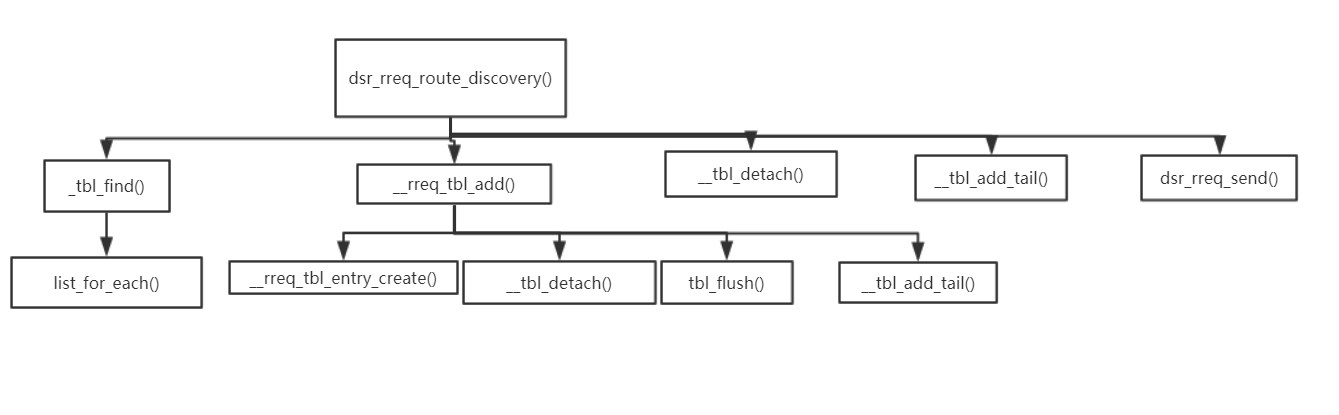 dsr_rreq_route_discovery()
_tbl_find()
__rreq_tbl_add()
__tbl_detach()
__tbl_add_tail()
dsr_rreq_send()
list_for_each()
__rreq_tbl_entry_create()
__tbl_detach()
tbl_flush()
__tbl_add_tail()